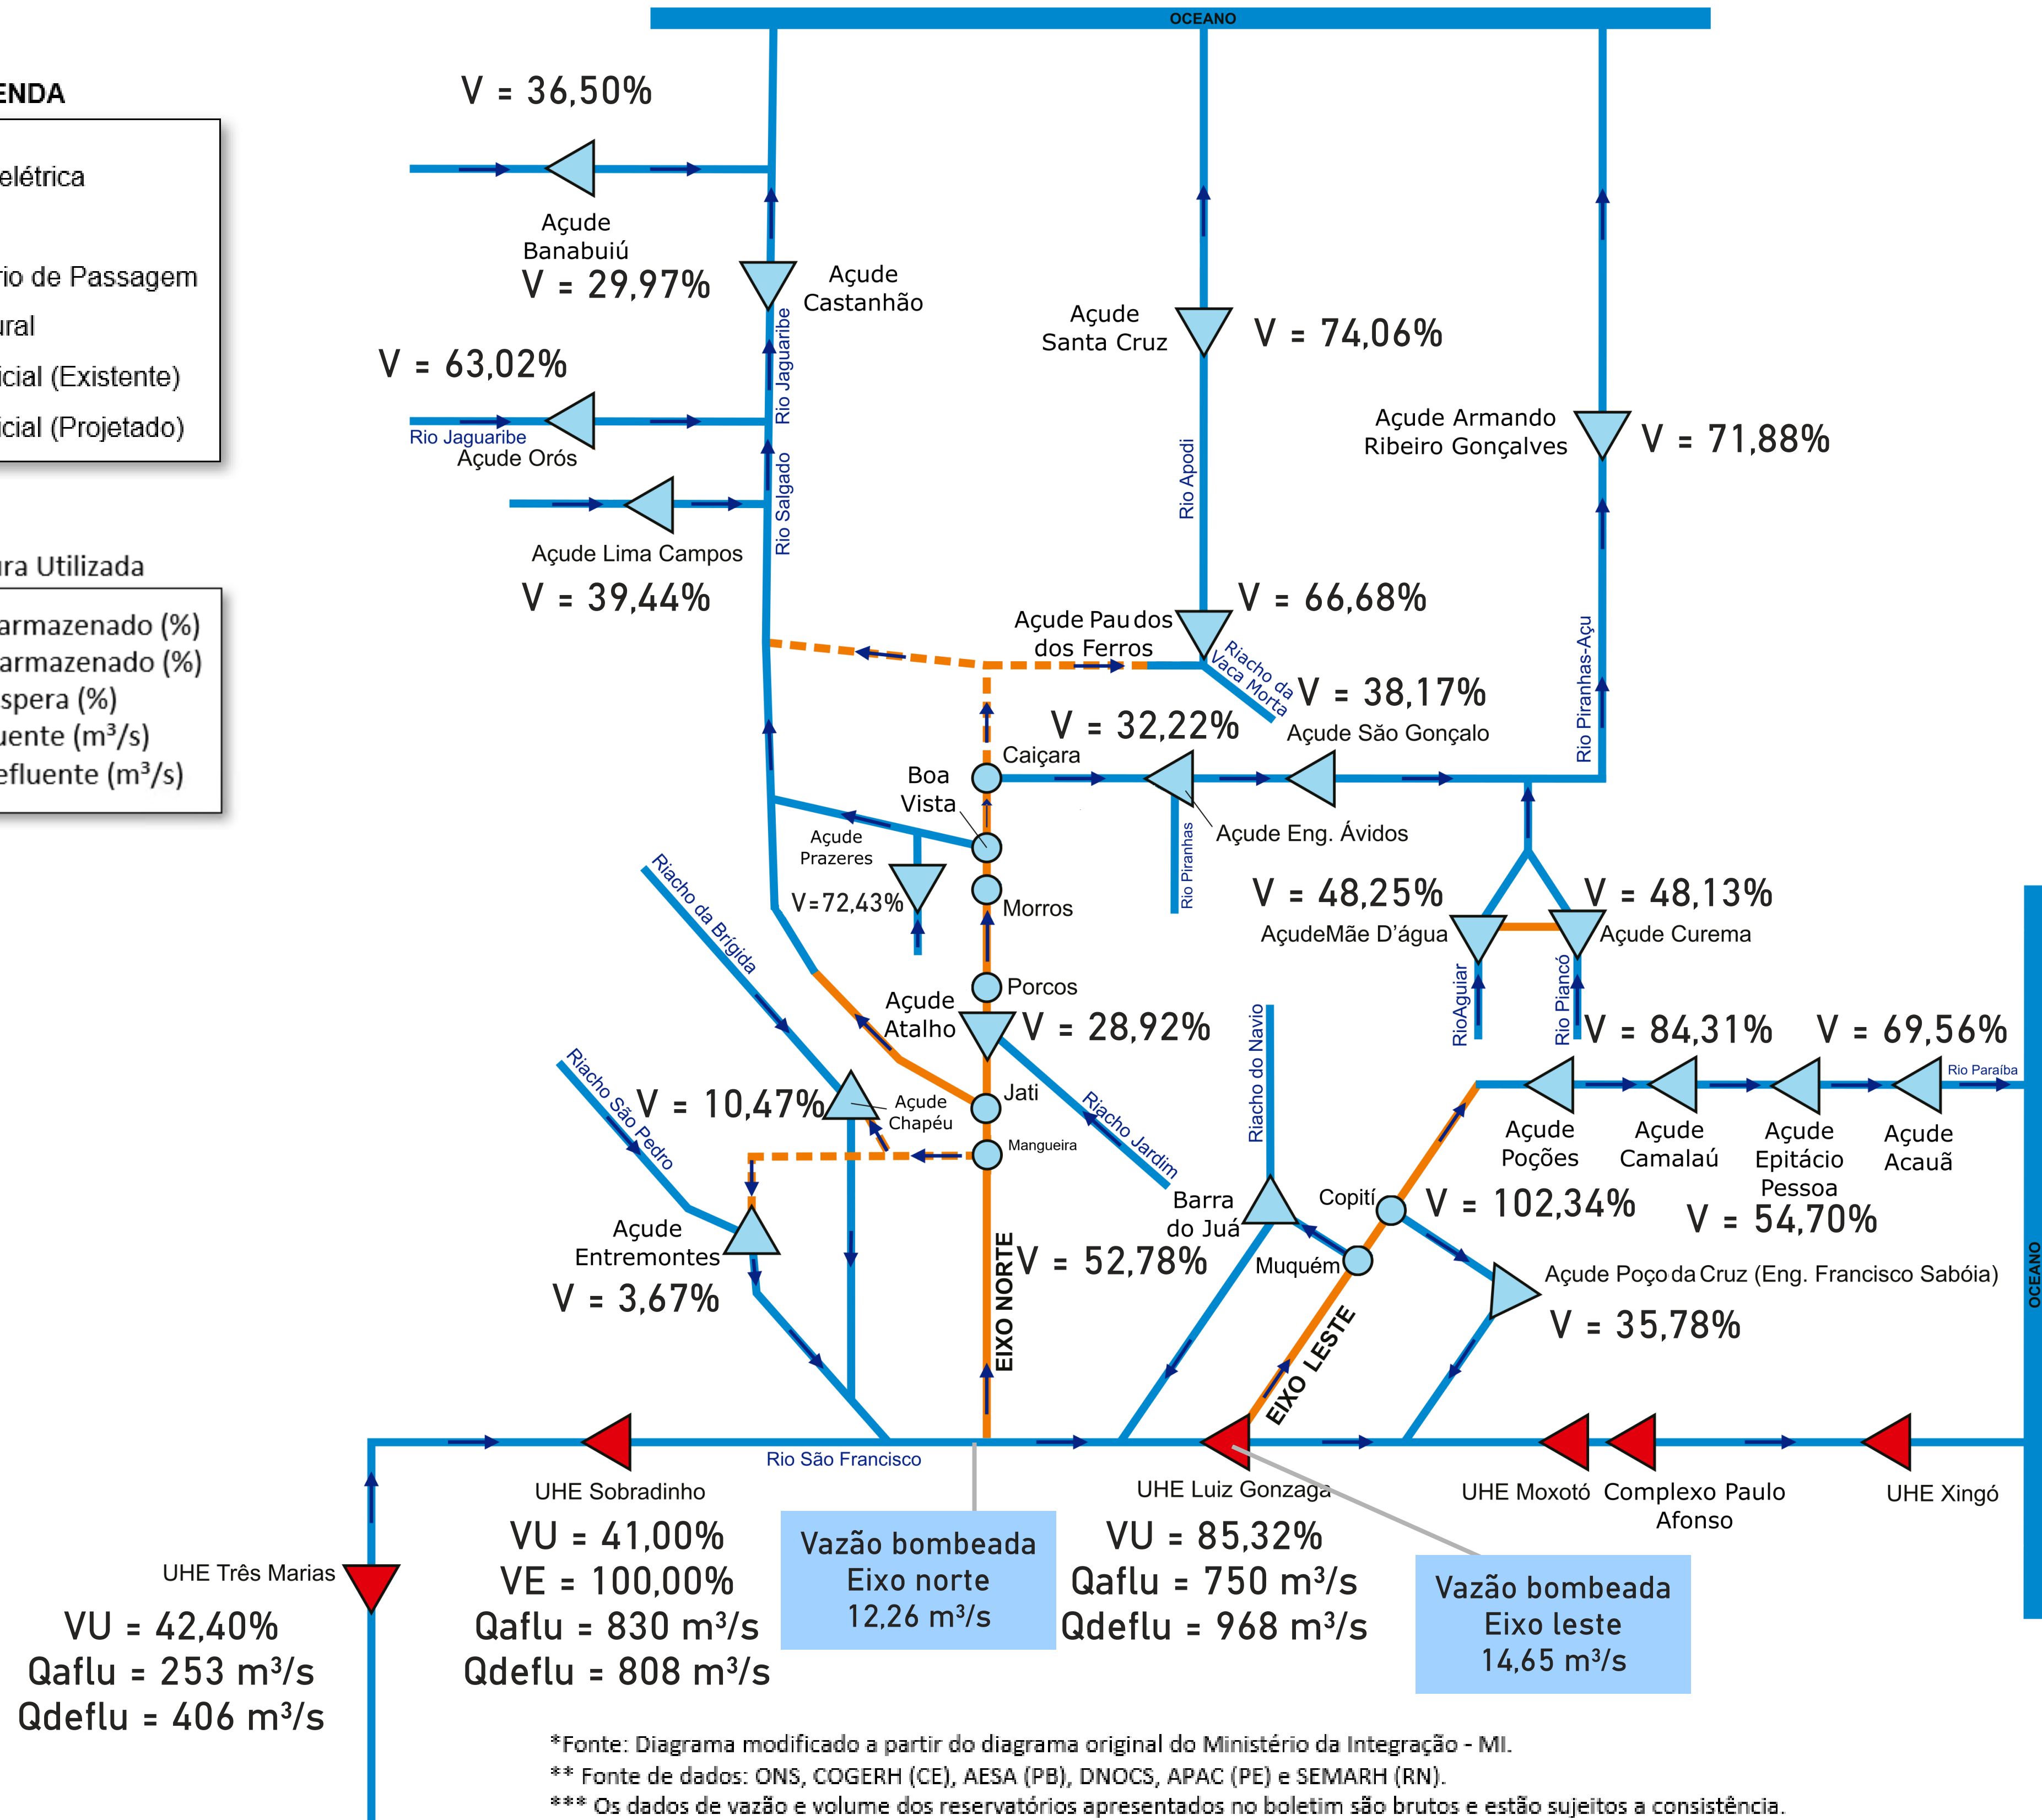 OCEANO
ENDA
elétrica
rio de Passagem
ural
icial (Existente)
icial (Projetado)
ura Utilizada
armazenado (%)
armazenado (%)
spera (%)
uente (m³/s)
efluente (m³/s)
V = 36,50%
Açude
Banabuiú
V = 29,97%
Açude
Castanhão
Rio Jaguaribe
V = 63,02%
Rio Jaguaribe
Açude Orós
Rio Salgado
Açude Lima Campos
V = 39,44%
Açude
Santa Cruz
V = 74,06%
Rio Apodi
Açude Armando
Ribeiro Gonçalves
V = 71,88%
Açude Pau dos
dos Ferros
V = 66,68%
Riacho da
Vaca Morta
Rio Piranhas-Açu
V = 38,17%
Açude São Gonçalo
V = 32,22%
Caiçara
Boa
Vista
Açude Eng. Ávidos
Rio Piranhas
Açude
Prazeres
V = 72,43%
Morros
Riacho da Brígida
V = 48,25%
AçudeMãe D'água
V = 48,13%
Açude Curema
RioAguiar
Rio Piancó
Porcos
Açude
Atalho
V = 28,92%
Riacho do Navio
V = 84,31%
V = 69,56%
Rio Paraíba
Riacho São Pedro
V = 10,47%
Açude
Chapéu
Jati
Mangueira
Riacho Jardim
Açude
Poções
Açude
Camalaú
Açude
Epitácio
Pessoa
Açude
Acauã
V = 102,34%
V = 54,70%
Açude
Entremontes
V = 3,67%
EIXO NORTE
Barra
do Juá
V = 52,78%
Copití
Muquém
Açude Poço da Cruz (Eng. Francisco Sabóia)
V = 35,78%
EIXO LESTE
OCEANO
Rio São Francisco
UHE Sobradinho
VU = 41,00%
VE = 100,00%
Qaflu = 830 m³/s
Qdeflu = 808 m³/s
Vazão bombeada
Eixo norte
12,26 m³/s
UHE Luiz Gonzaga
VU = 85,32%
Qaflu = 750 m³/s
Qdeflu = 968 m³/s
Vazão bombeada
Eixo leste
14,65 m³/s
UHE Moxotó
Complexo Paulo
Afonso
UHE Xingó
UHE Três Marias
VU = 42,40%
Qaflu = 253 m³/s
Qdeflu = 406 m³/s
*Fonte: Diagrama modificado a partir do diagrama original do Ministério da Integração - MI.
** Fonte de dados: ONS, COGERH (CE), AESA (PB), DNOCS, APAC (PE) e SEMARH (RN).
*** Os dados de vazão e volume dos reservatórios apresentados no boletim são brutos e estão sujeitos a consistência.